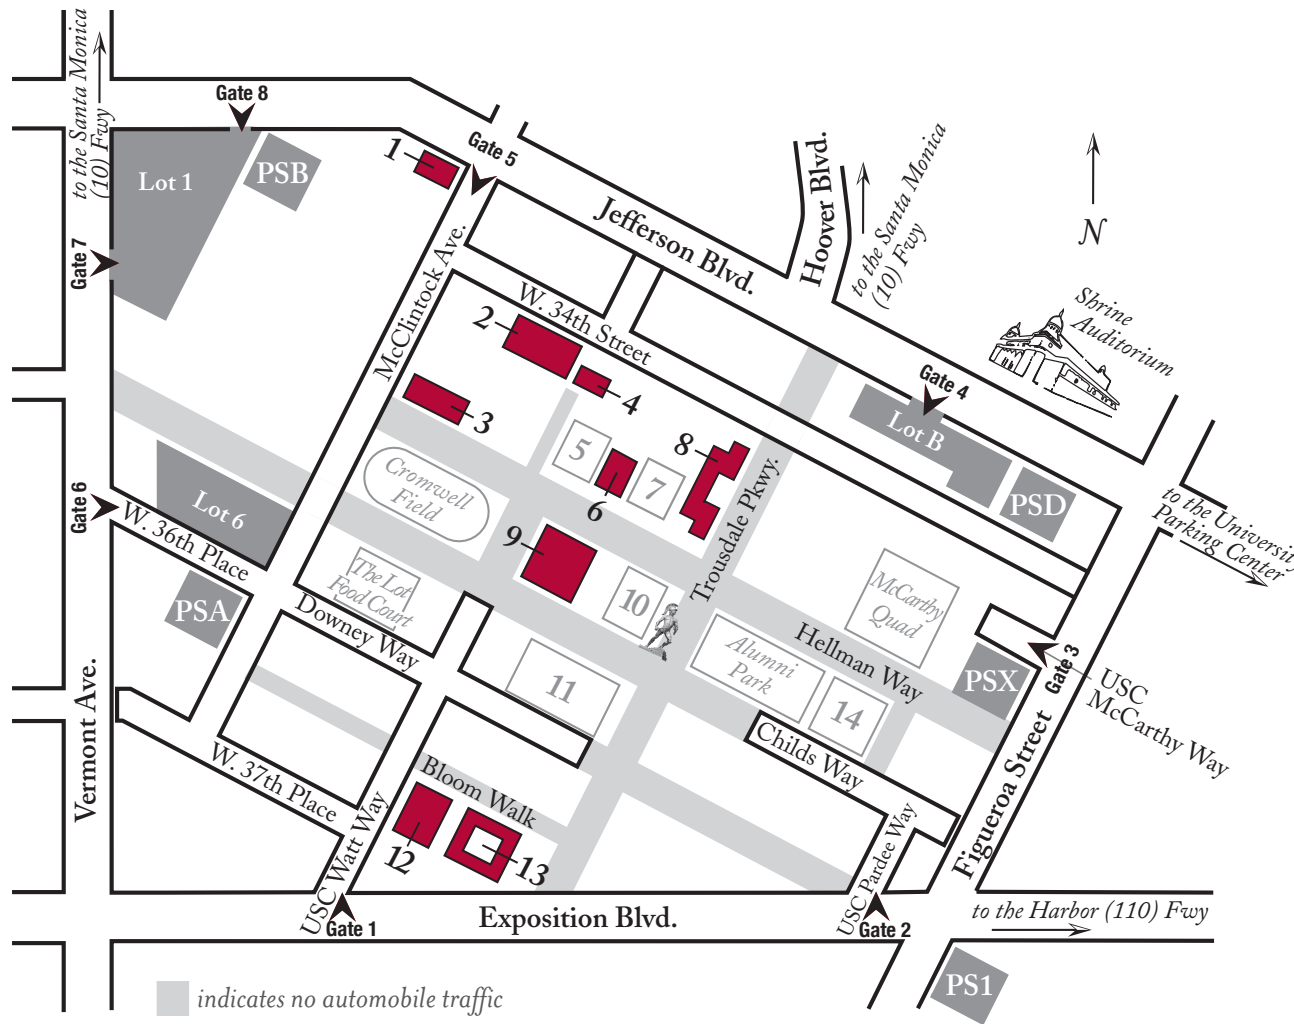 to the Santa Monica
(10) Fwy
Gate 8
Lot 1
PSB
1
Gate 5
Gate 7
McClintock Ave.
Jefferson Blvd.
Hoover Blvd.
to the Santa Monica
(10) Fwy
N
Shrine
Auditorium
2
W. 34th Street
3
4
Gate 4
Lot B
PSD
to the University
Parking Center
5
6
7
8
Cromwell
Field
Trousdale Pkwy.
Gate 6
Lot 6
W. 36th Place
PSA
9
10
The Lot
Food Court
Downey Way
McCarthy
Quad
Hellman Way
Alumni
Park
PSX
Gate 3
USC
McCarthy Way
11
14
Childs Way
Vermont Ave.
W. 37th Place
Bloom Walk
12
13
USC Watt Way
Gate 1
Exposition Blvd.
USC Pardee Way
Gate 2
Figueroa Street
to the Harbor (110) Fwy
PS1
indicates no automobile traffic